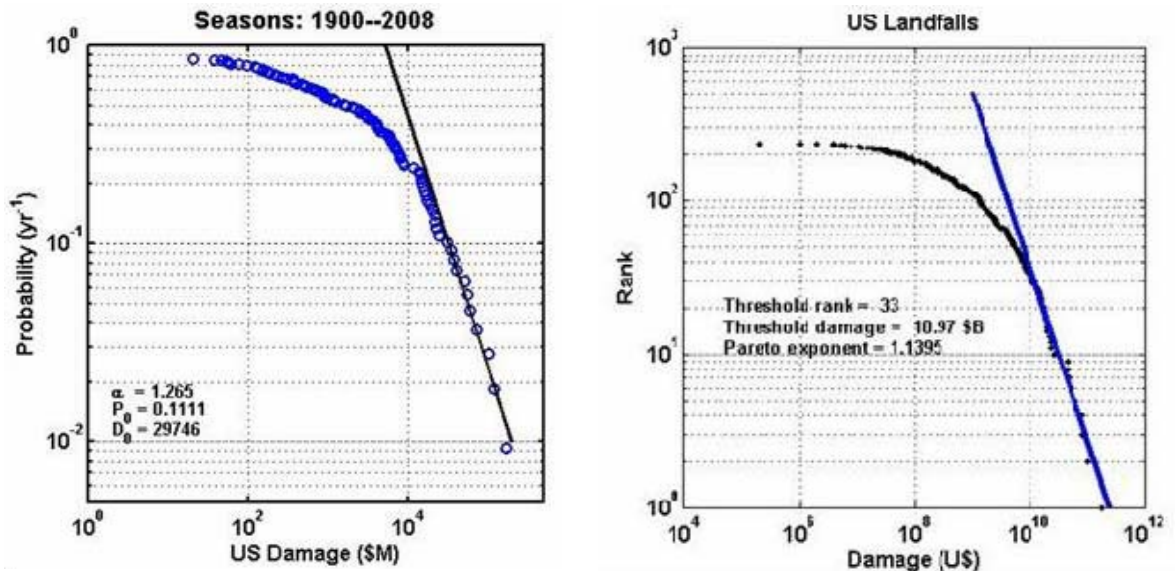 Seasons: 1900--2008
10^0
10^-1
10^-2
Probability (yr^-1)
α = 1.265
P_0 = 0.1111
D_0 = 29746
10^0 10^2 10^4
US Damage ($M)
US Landfalls
10^3
10^2
10^1
10^0
Rank
Threshold rank = 33
Threshold damage = 10.97 $B
Pareto exponent = 1.1395
10^4 10^6 10^8 10^10 10^12
Damage (U$)